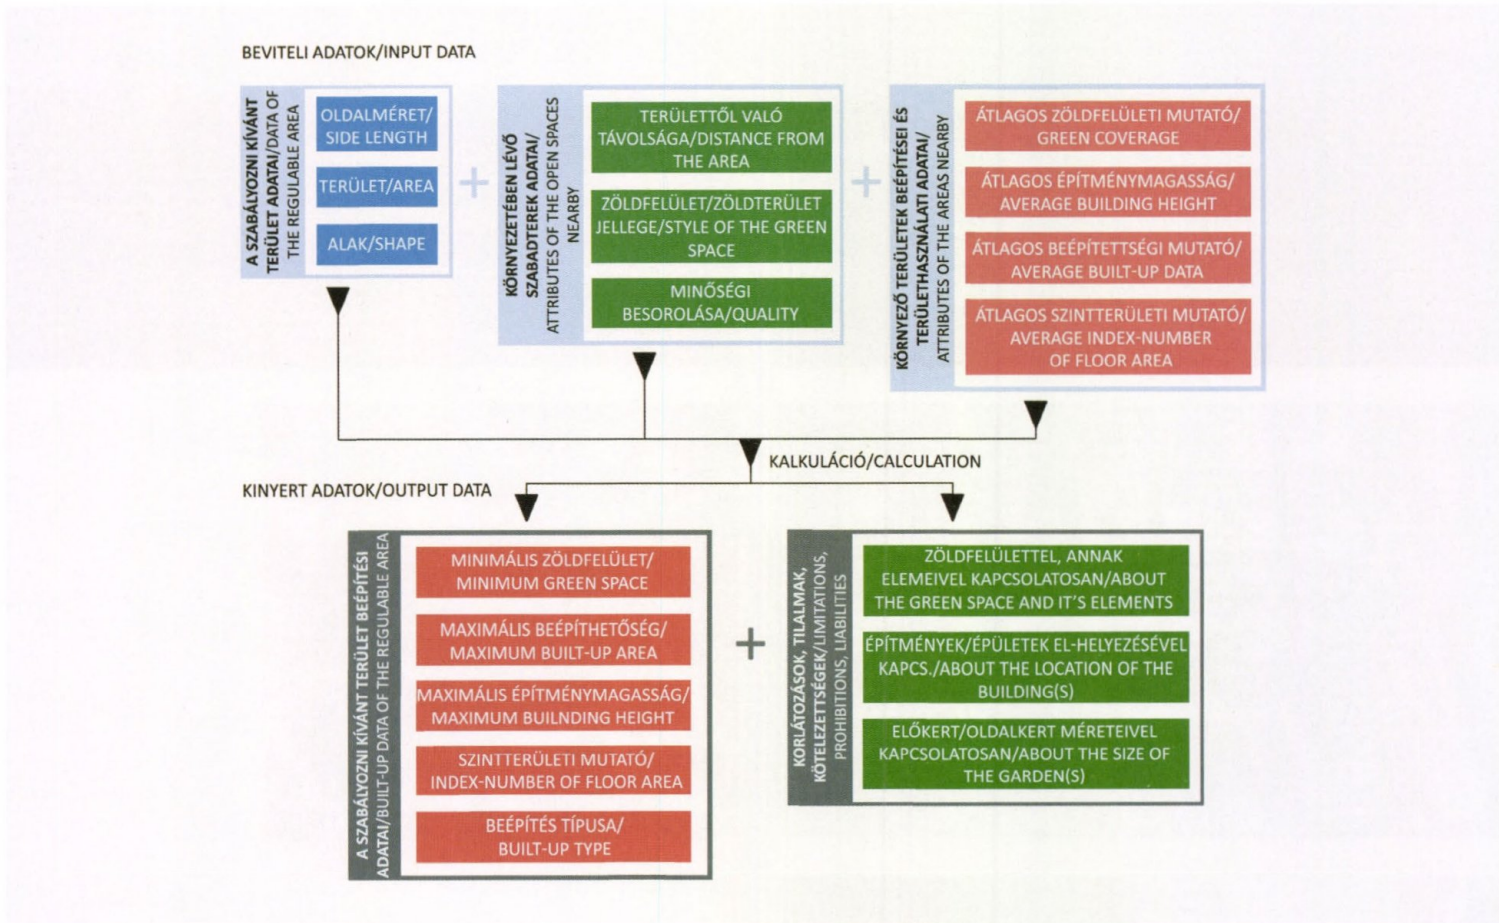 BEVITELI ADATOK/INPUT DATA
A SZABÁLYOZNI KÍVÁNT
TERÜLET ADATAI/DATA OF
THE REGULABLE AREA
OLDALMÉRET/
SIDE LENGTH
TERÜLET/AREA
ALAK/SHAPE
+
KÖRNYEZETÉBEN LÉVŐ
SZABADTEREK ADATAI/
ATTRIBUTES OF THE OPEN SPACES
NEARBY
TERÜLETTŐL VALÓ
TÁVOLSÁGA/DISTANCE FROM
THE AREA
ZÖLDFELÜLET/ZÖLDTERÜLET
JELLEGE/STYLE OF THE GREEN
SPACE
MINŐSÉGI
BESOROLÁSA/QUALITY
+
KÖRNYEZŐ TERÜLETEK BEÉPÍTÉSEI ÉS
TERÜLETHASZNÁLATI ADATAI/
ATTRIBUTES OF THE AREAS NEARBY
ÁTLAGOS ZÖLDFELÜLETI MUTATÓ/
GREEN COVERAGE
ÁTLAGOS ÉPÍTMÉNYMAGASSÁG/
AVERAGE BUILDING HEIGHT
ÁTLAGOS BEÉPÍTETTSÉGI MUTATÓ/
AVERAGE BUILT-UP DATA
ÁTLAGOS SZINTTERÜLETI MUTATÓ/
AVERAGE INDEX-NUMBER
OF FLOOR AREA
KALKULÁCIÓ/CALCULATION
KINYERT ADATOK/OUTPUT DATA
A SZABÁLYOZNI KÍVÁNT TERÜLET BEÉPÍTÉSI
ADATAI/BUILT-UP DATA OF THE REGULABLE AREA
MINIMÁLIS ZÖLDFELÜLET/
MINIMUM GREEN SPACE
MAXIMÁLIS BEÉPÍTHETŐSÉG/
MAXIMUM BUILT-UP AREA
MAXIMÁLIS ÉPÍTMÉNYMAGASSÁG/
MAXIMUM BUILNDING HEIGHT
SZINTTERÜLETI MUTATÓ/
INDEX-NUMBER OF FLOOR AREA
BEÉPÍTÉS TÍPUSA/
BUILT-UP TYPE
+
KORLÁTOZÁSOK, TILALMAK,
KÖTELEZETTSÉGEK/LIMITATIONS,
PROHIBITIONS, LIABILITIES
ZÖLDFELÜLETTEL, ANNAK
ELEMEIVEL KAPCSOLATOSAN/ABOUT
THE GREEN SPACE AND IT'S ELEMENTS
ÉPÍTMÉNYEK/ÉPÜLETEK EL-HELYEZÉSÉVEL
KAPCS./ABOUT THE LOCATION OF THE
BUILDING(S)
ELŐKERT/OLDALKERT MÉRETEIVEL
KAPCSOLATOSAN/ABOUT THE SIZE OF
THE GARDEN(S)